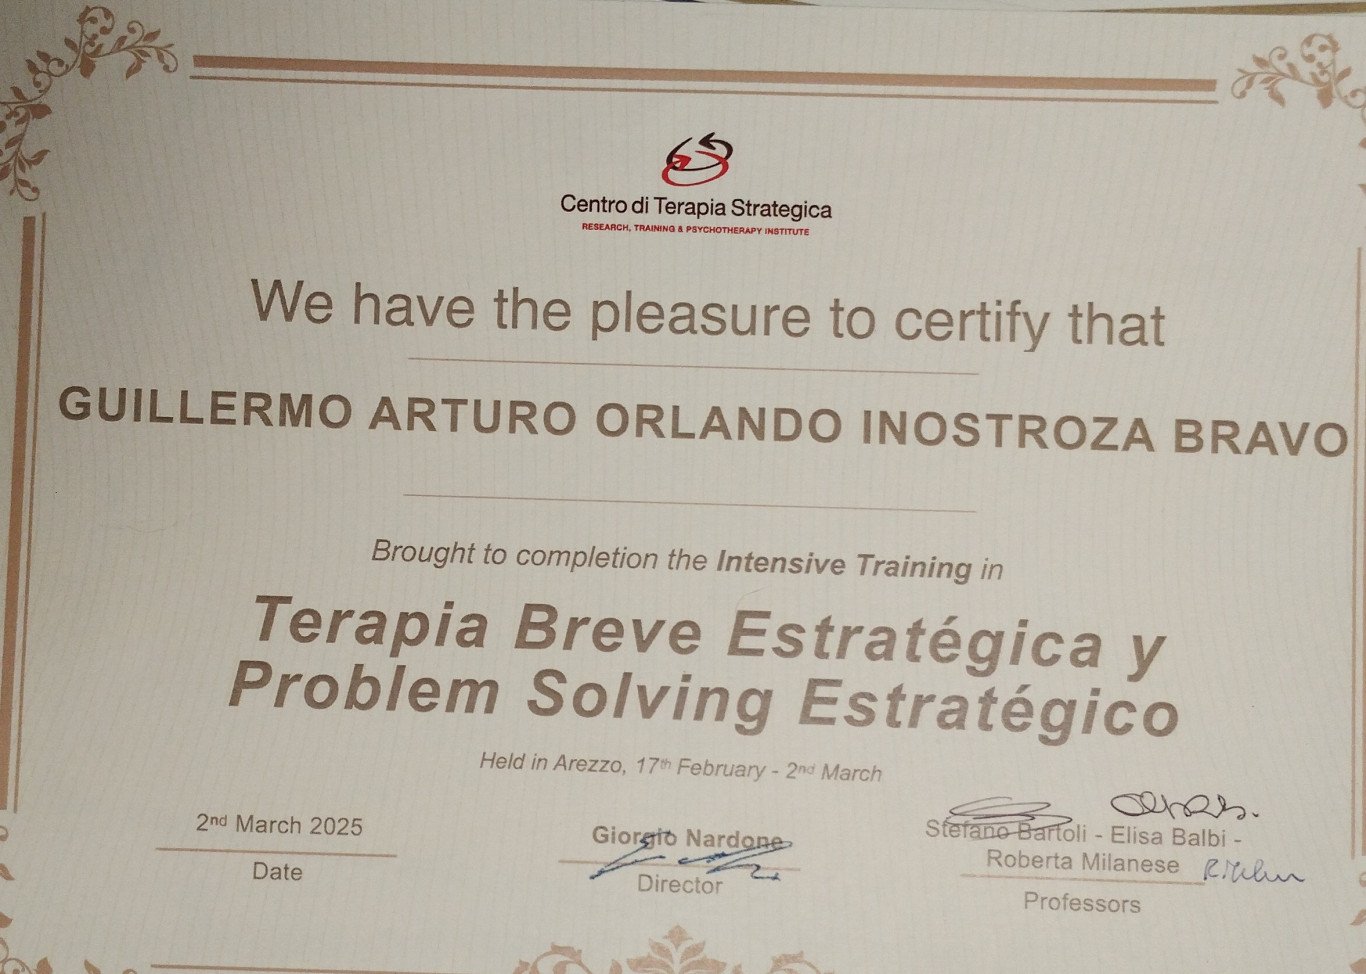 Centro di Terapia Strategica
RESEARCH, TRAINING & PSYCHOTHERAPY INSTITUTE
We have the pleasure to certify that
GUILLERMO ARTURO ORLANDO INOSTROZA BRAVO
Brought to completion the Intensive Training in
Terapia Breve Estratégica y
Problem Solving Estratégico
Held in Arezzo, 17th February - 2nd March
2nd March 2025
Date
Giorgio Nardone
Director
Stefano Bartoli - Elisa Balbi -
Roberta Milanese
Professors